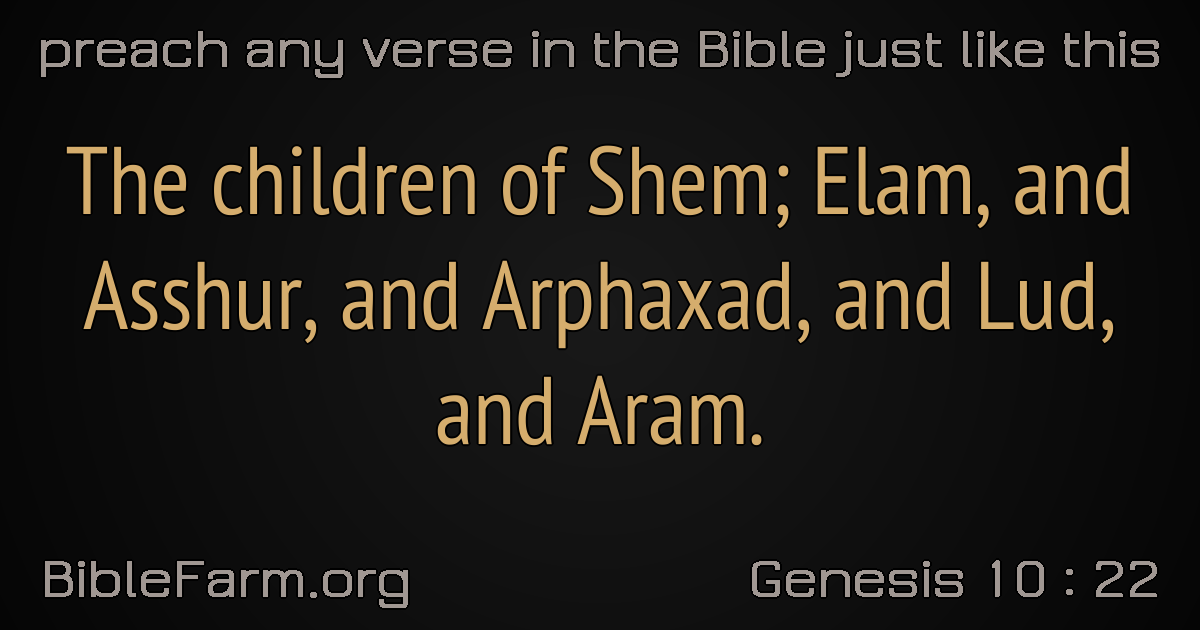 preach any verse in the Bible just like this
The children of Shem; Elam, and
Asshur, and Arphaxad, and Lud,
and Aram.
BibleFarm.org
Genesis 10 : 22